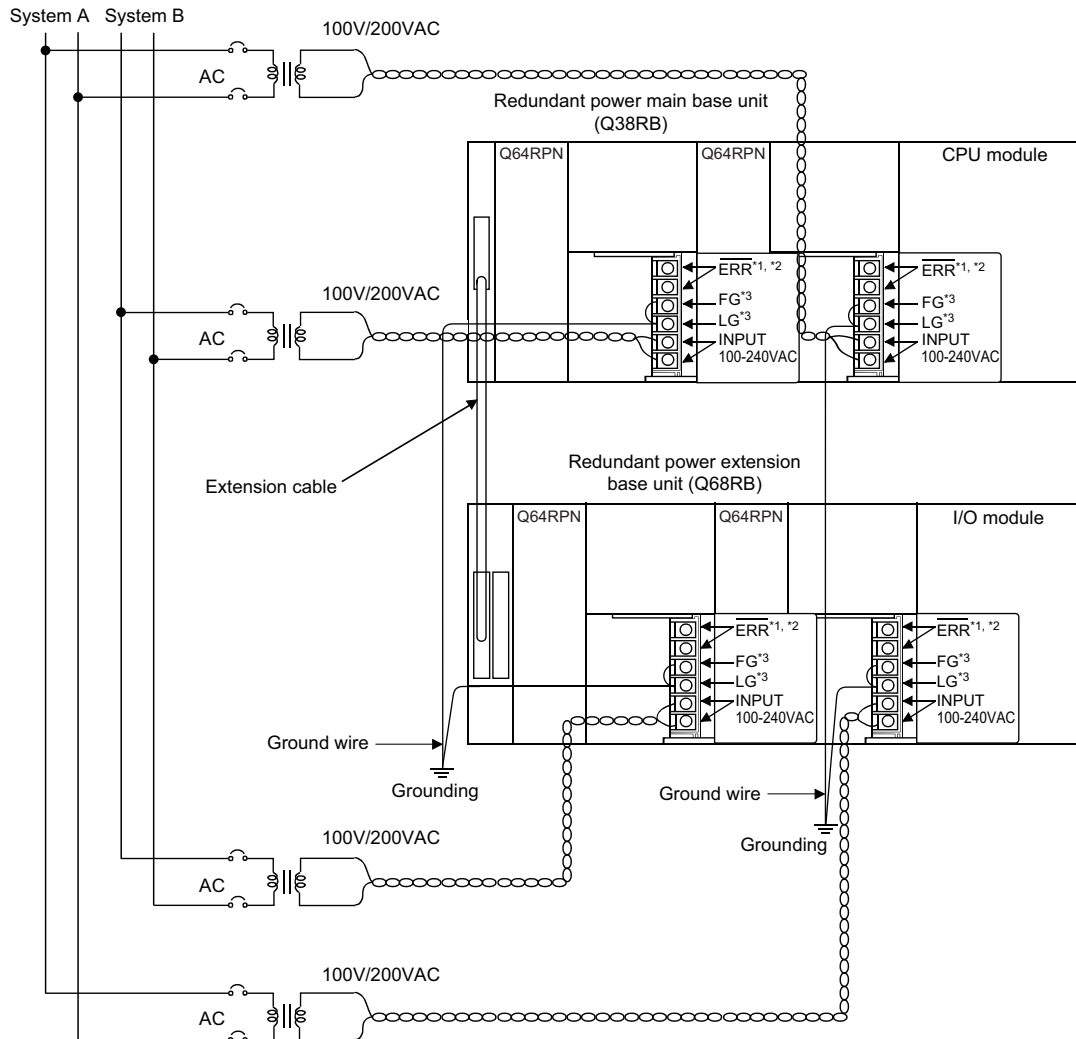 System A System B
100V/200VAC
AC
Redundant power main base unit
(Q38RB)
Q64RPN
Q64RPN
CPU module
ERR*1, *2
FG*3
LG*3
INPUT
100-240VAC
ERR*1, *2
FG*3
LG*3
INPUT
100-240VAC
100V/200VAC
AC
Extension cable
Redundant power extension
base unit (Q68RB)
Q64RPN
Q64RPN
I/O module
ERR*1, *2
FG*3
LG*3
INPUT
100-240VAC
ERR*1, *2
FG*3
LG*3
INPUT
100-240VAC
Ground wire
Grounding
Ground wire
Grounding
100V/200VAC
AC
100V/200VAC
AC